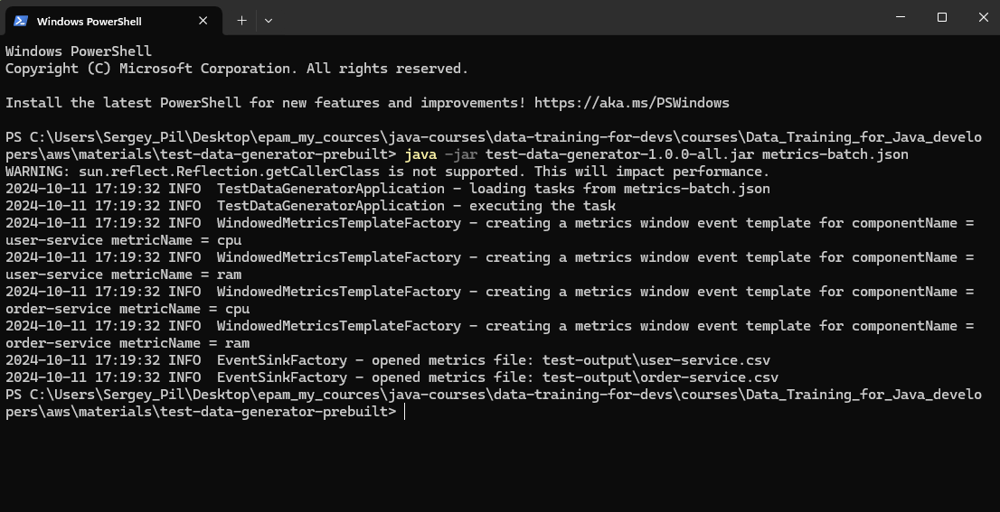 Windows PowerShell
Windows PowerShell
Copyright (C) Microsoft Corporation. All rights reserved.
Install the latest PowerShell for new features and improvements! https://aka.ms/PSWindows
PS C:\Users\Sergey_Pil\Desktop\epam_my_cources\java-courses\data-training-for-devs\courses\Data_Training_for_Java_develo
pers\aws\materials\test-data-generator-prebuilt> java -jar test-data-generator-1.0.0-all.jar metrics-batch.json
WARNING: sun.reflect.Reflection.getCallerClass is not supported. This will impact performance.
2024-10-11 17:19:32 INFO  TestDataGeneratorApplication - loading tasks from metrics-batch.json
2024-10-11 17:19:32 INFO  TestDataGeneratorApplication - executing the task
2024-10-11 17:19:32 INFO  WindowedMetricsTemplateFactory - creating a metrics window event template for componentName =
user-service metricName = cpu
2024-10-11 17:19:32 INFO  WindowedMetricsTemplateFactory - creating a metrics window event template for componentName =
user-service metricName = ram
2024-10-11 17:19:32 INFO  WindowedMetricsTemplateFactory - creating a metrics window event template for componentName =
order-service metricName = cpu
2024-10-11 17:19:32 INFO  WindowedMetricsTemplateFactory - creating a metrics window event template for componentName =
order-service metricName = ram
2024-10-11 17:19:32 INFO  EventSinkFactory - opened metrics file: test-output\user-service.csv
2024-10-11 17:19:32 INFO  EventSinkFactory - opened metrics file: test-output\order-service.csv
PS C:\Users\Sergey_Pil\Desktop\epam_my_cources\java-courses\data-training-for-devs\courses\Data_Training_for_Java_develo
pers\aws\materials\test-data-generator-prebuilt>